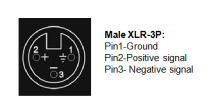 Male XLR-3P:
Pin1-Ground
Pin2-Positive signal
Pin3- Negative signal
2
1
3